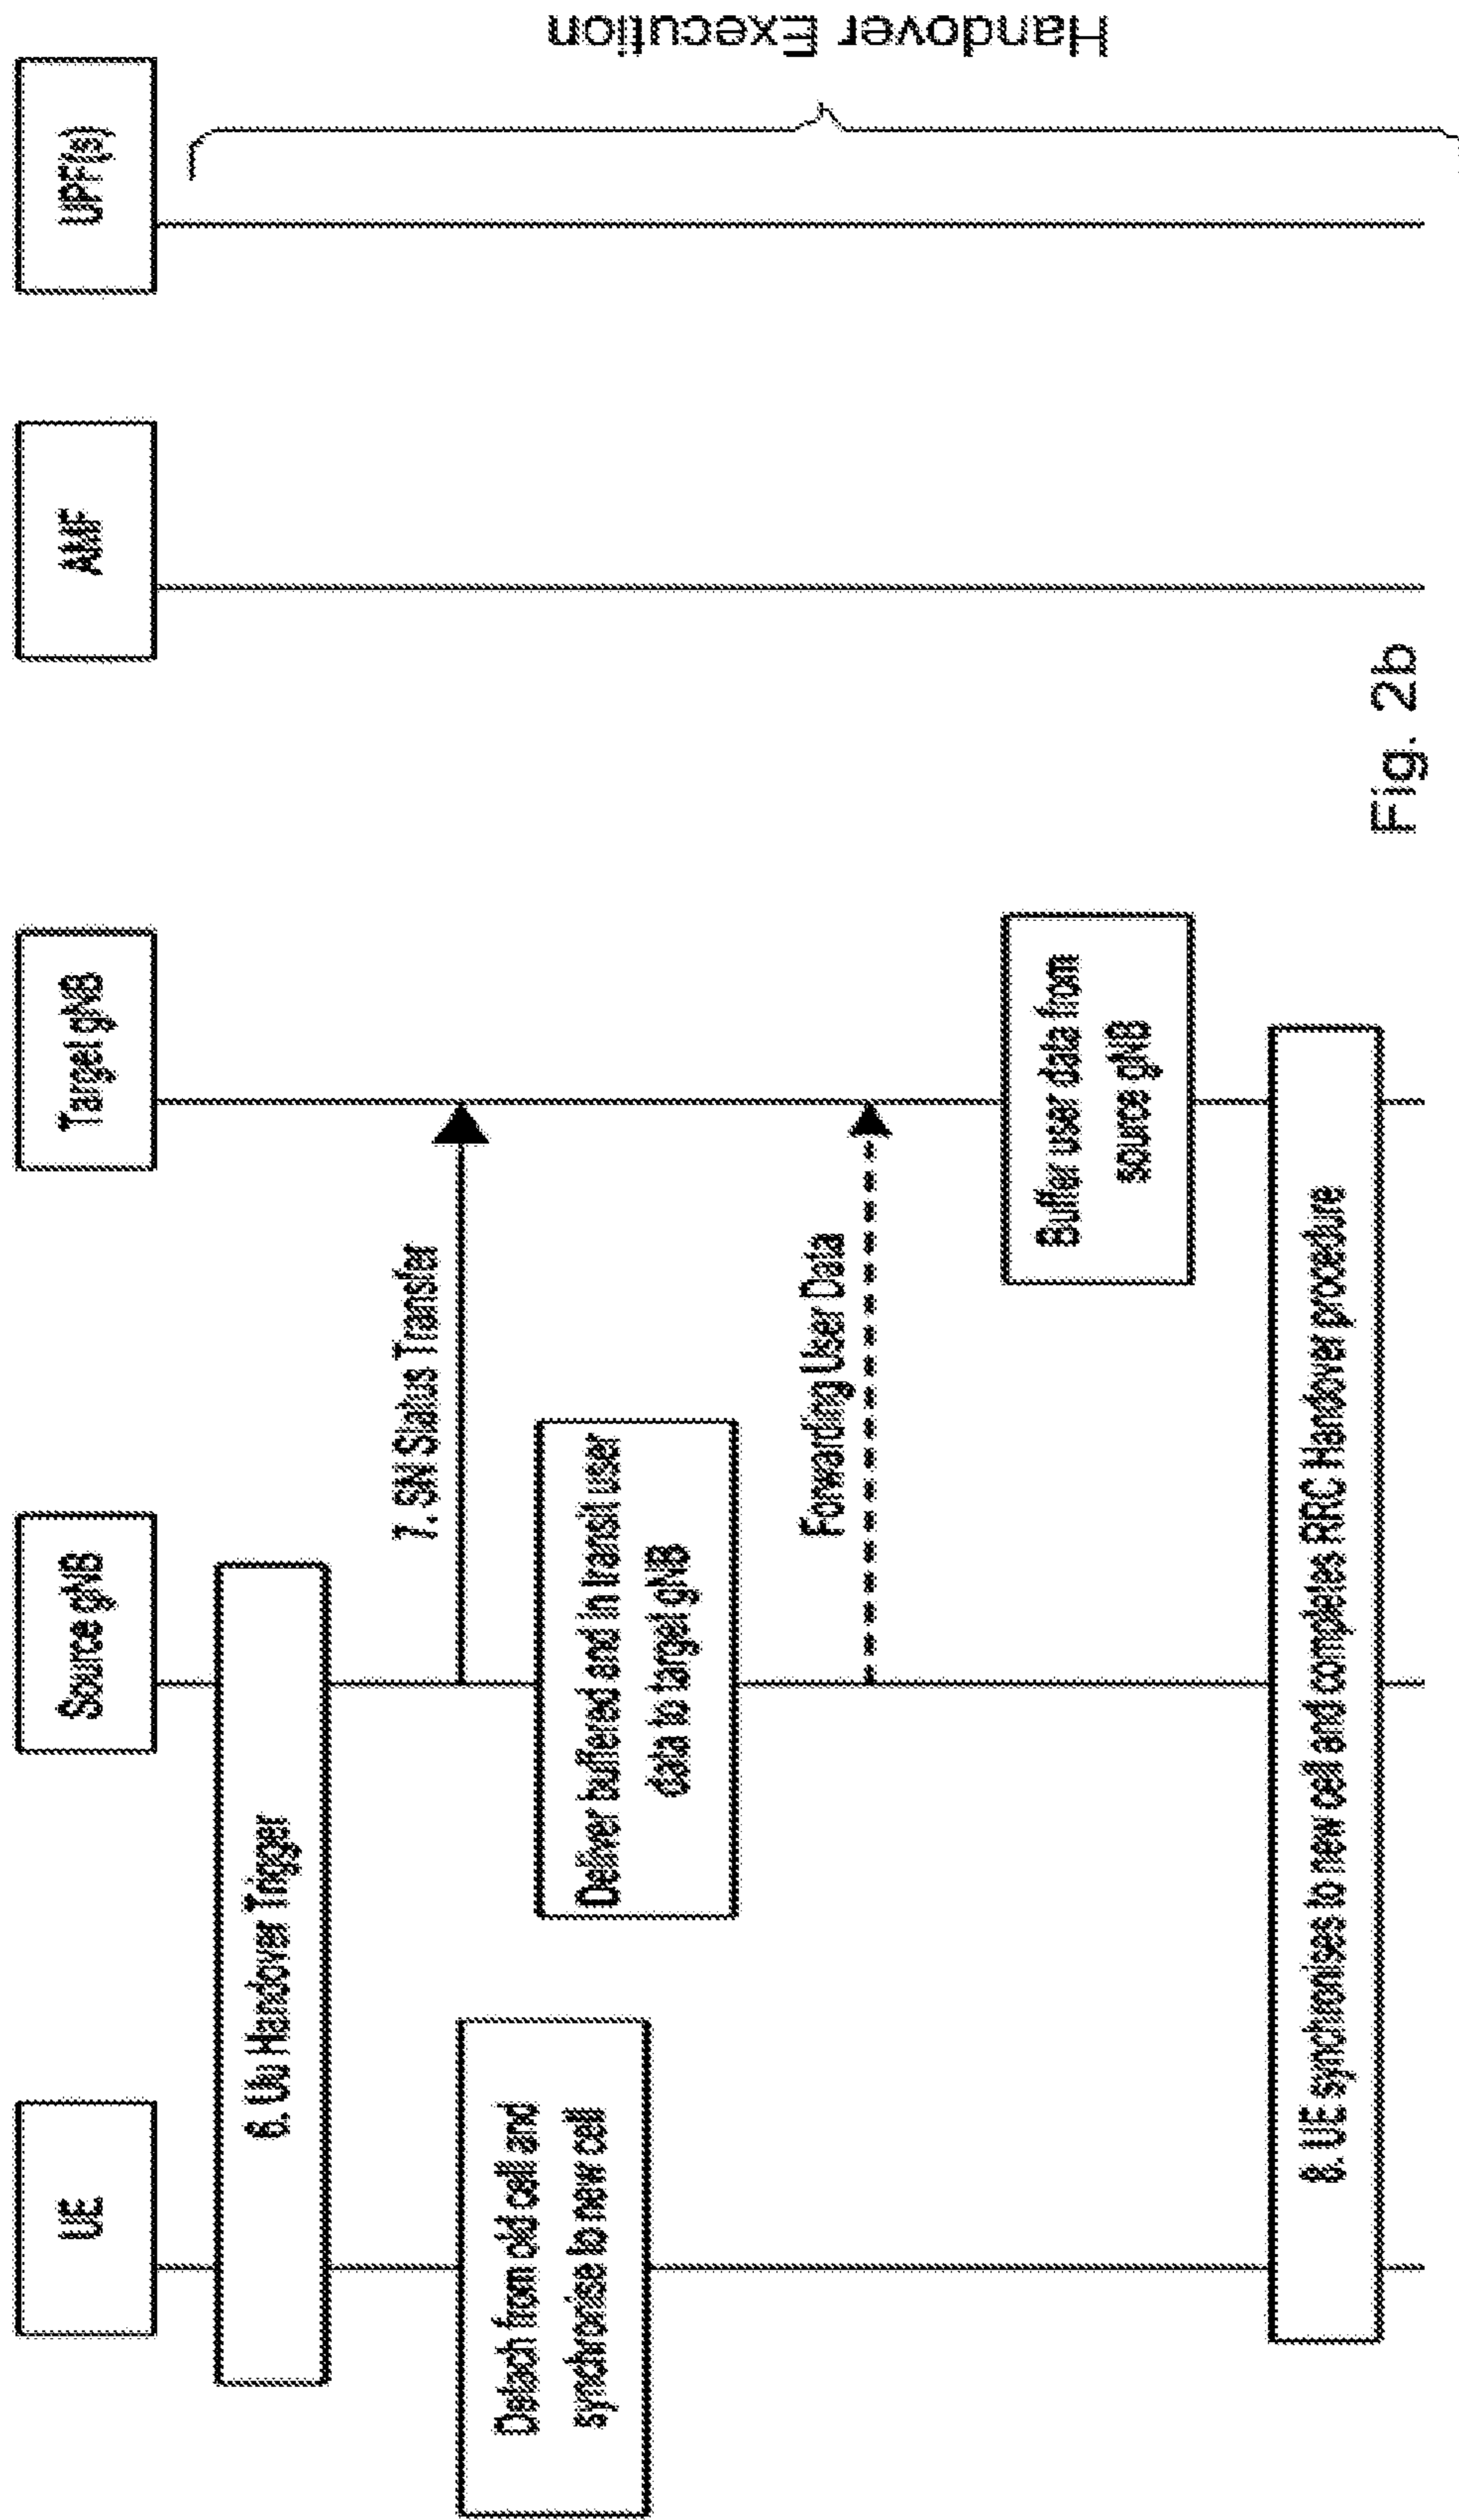 UE
Source gNB
Target gNB
AMF
UPF(s)
6. Uu Handover Trigger
7. SN Status Transfer
Detach from old cell and
synchronise to new cell
Deliver buffered and in transit user
data to target gNB
Forwarding User Data
Buffer user data from
source gNB
8. UE synchronises to new cell and completes RRC Handover procedure
Handover Execution
Fig. 2b